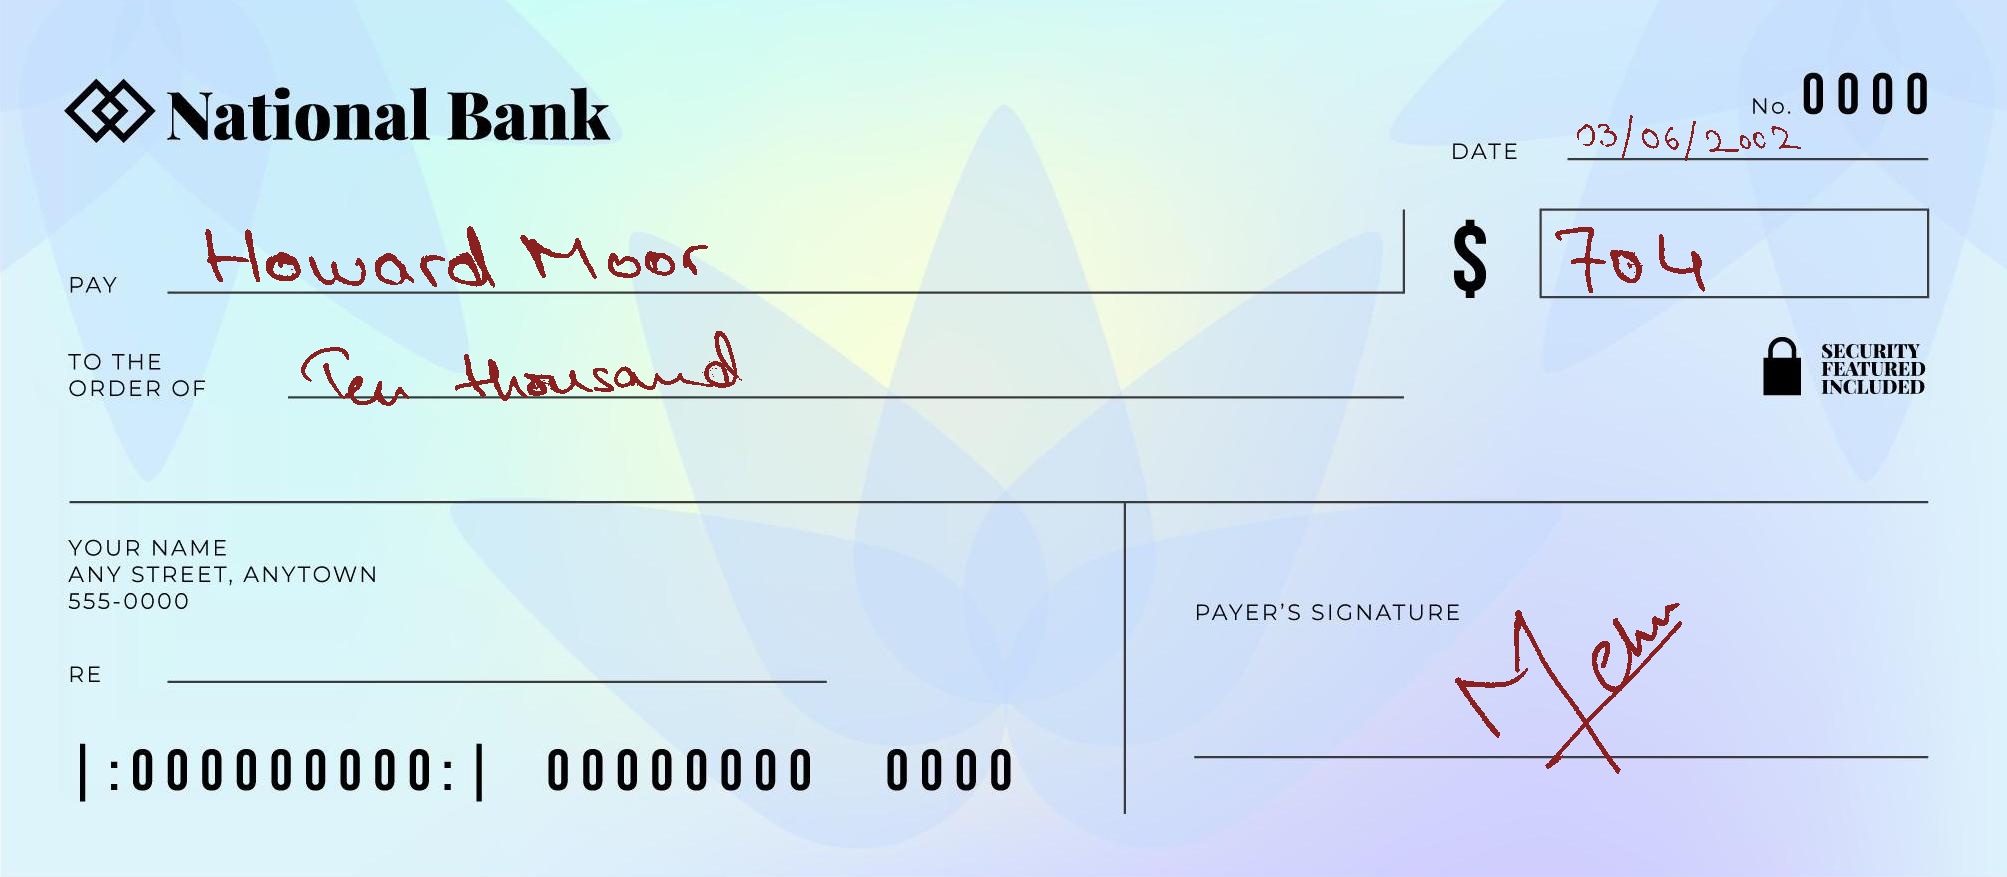 National Bank
No. 0000
DATE 03/06/2002
PAY Howard Moor
$ 704
TO THE
ORDER OF Ten thousand
SECURITY
FEATURED
INCLUDED
YOUR NAME
ANY STREET, ANYTOWN
555-0000
PAYER'S SIGNATURE
RE
|:000000000:| 00000000 0000